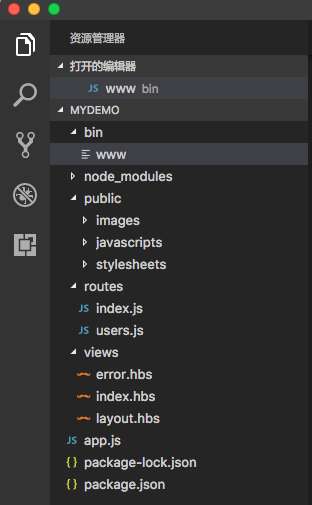 资源管理器
打开的编辑器
JS www bin
MYDEMO
bin
www
node_modules
public
images
javascripts
stylesheets
routes
JS index.js
JS users.js
views
error.hbs
index.hbs
layout.hbs
JS app.js
{ } package-lock.json
{ } package.json